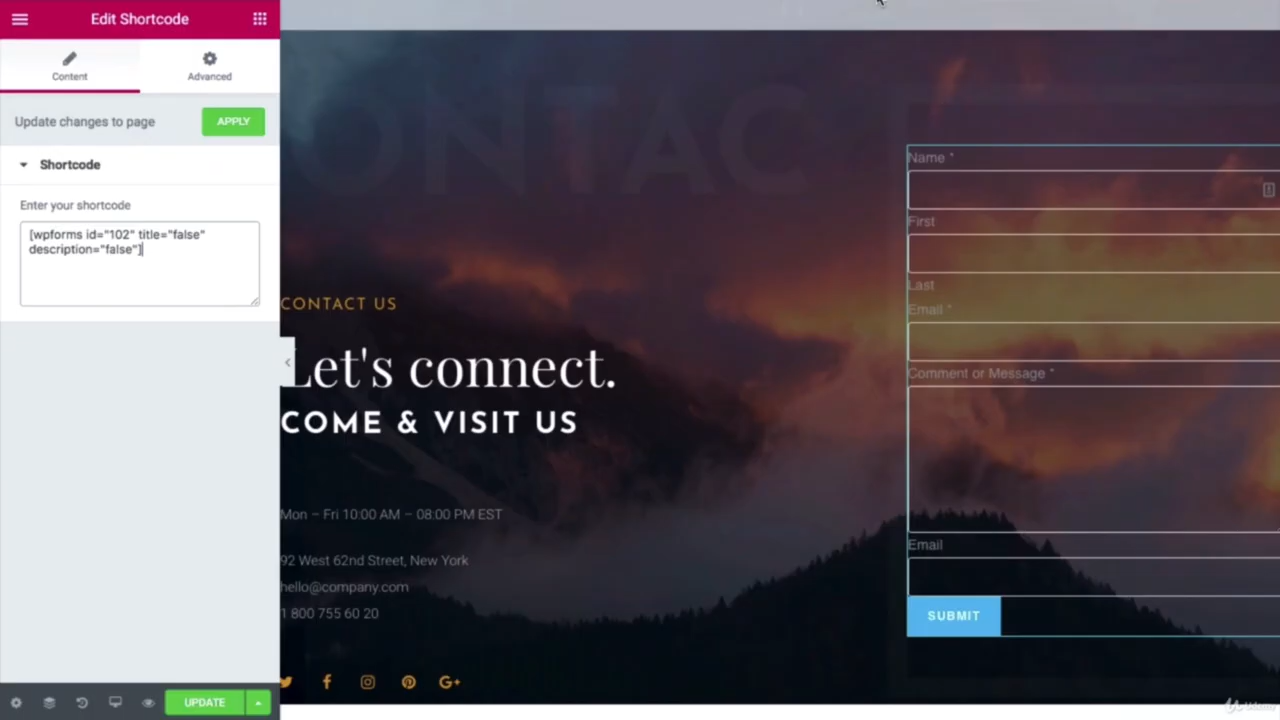 Edit Shortcode
Content
Advanced
Update changes to page
APPLY
Shortcode
Enter your shortcode
[wpforms id="102" title="false"
description="false"]
UPDATE
ONTAC
CONTACT US
Let's connect.
COME & VISIT US
Mon – Fri 10:00 AM – 08:00 PM EST
92 West 62nd Street, New York
hello@company.com
1 800 755 60 20
G+
Name *
First
Last
Email *
Comment or Message *
Email
SUBMIT
Udemy